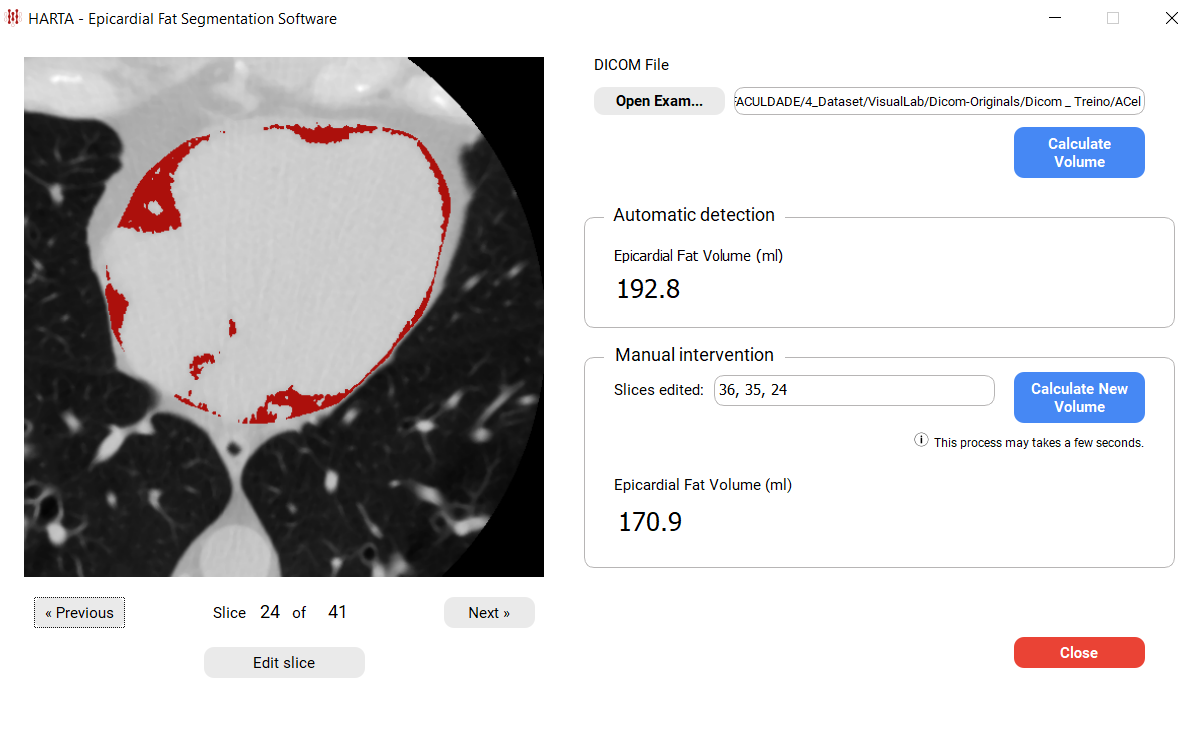 HARTA - Epicardial Fat Segmentation Software
DICOM File
Open Exam...
FACULDADE/4_Dataset/VisualLab/Dicom-Originals/Dicom _ Treino/ACel
Calculate
Volume
Automatic detection
Epicardial Fat Volume (ml)
192.8
Manual intervention
Slices edited: 36, 35, 24
Calculate New
Volume
This process may takes a few seconds.
Epicardial Fat Volume (ml)
170.9
« Previous
Slice 24 of 41
Next »
Edit slice
Close